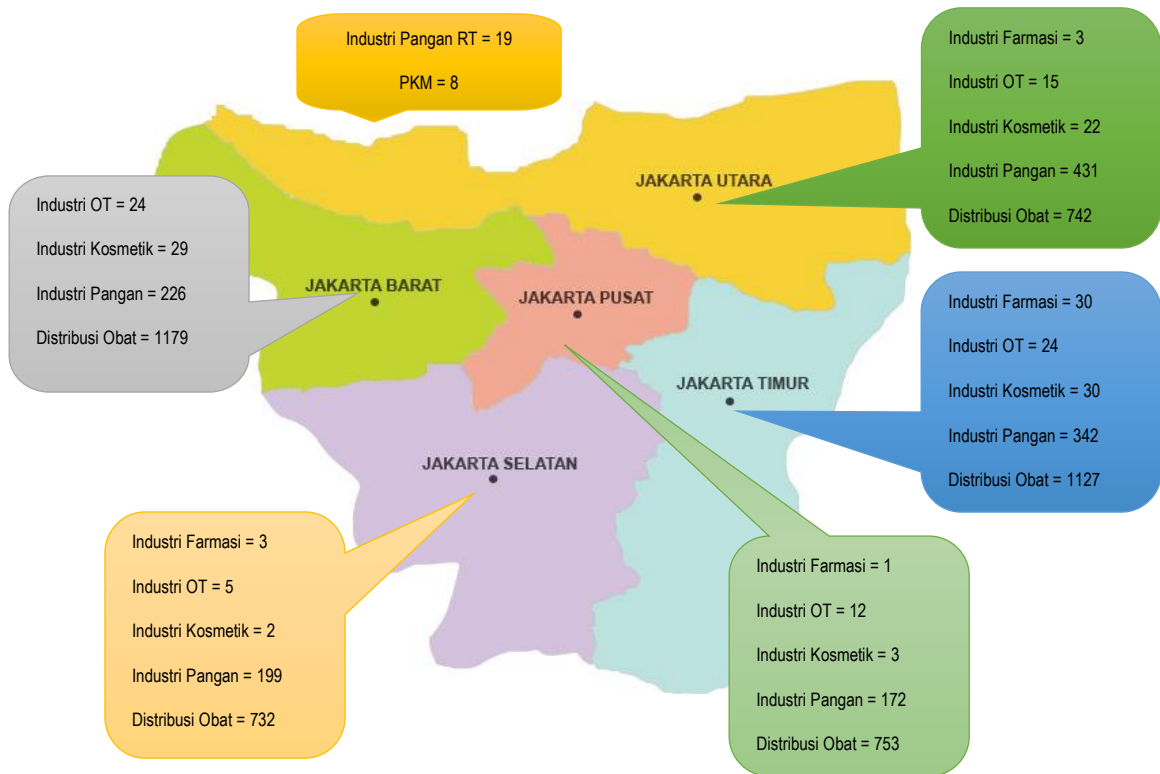 Industri Pangan RT = 19
PKM = 8
Industri Farmasi = 3
Industri OT = 15
Industri Kosmetik = 22
Industri Pangan = 431
Distribusi Obat = 742
JAKARTA UTARA
Industri OT = 24
Industri Kosmetik = 29
Industri Pangan = 226
Distribusi Obat = 1179
JAKARTA BARAT
JAKARTA PUSAT
Industri Farmasi = 30
Industri OT = 24
Industri Kosmetik = 30
Industri Pangan = 342
Distribusi Obat = 1127
JAKARTA TIMUR
JAKARTA SELATAN
Industri Farmasi = 3
Industri OT = 5
Industri Kosmetik = 2
Industri Pangan = 199
Distribusi Obat = 732
Industri Farmasi = 1
Industri OT = 12
Industri Kosmetik = 3
Industri Pangan = 172
Distribusi Obat = 753